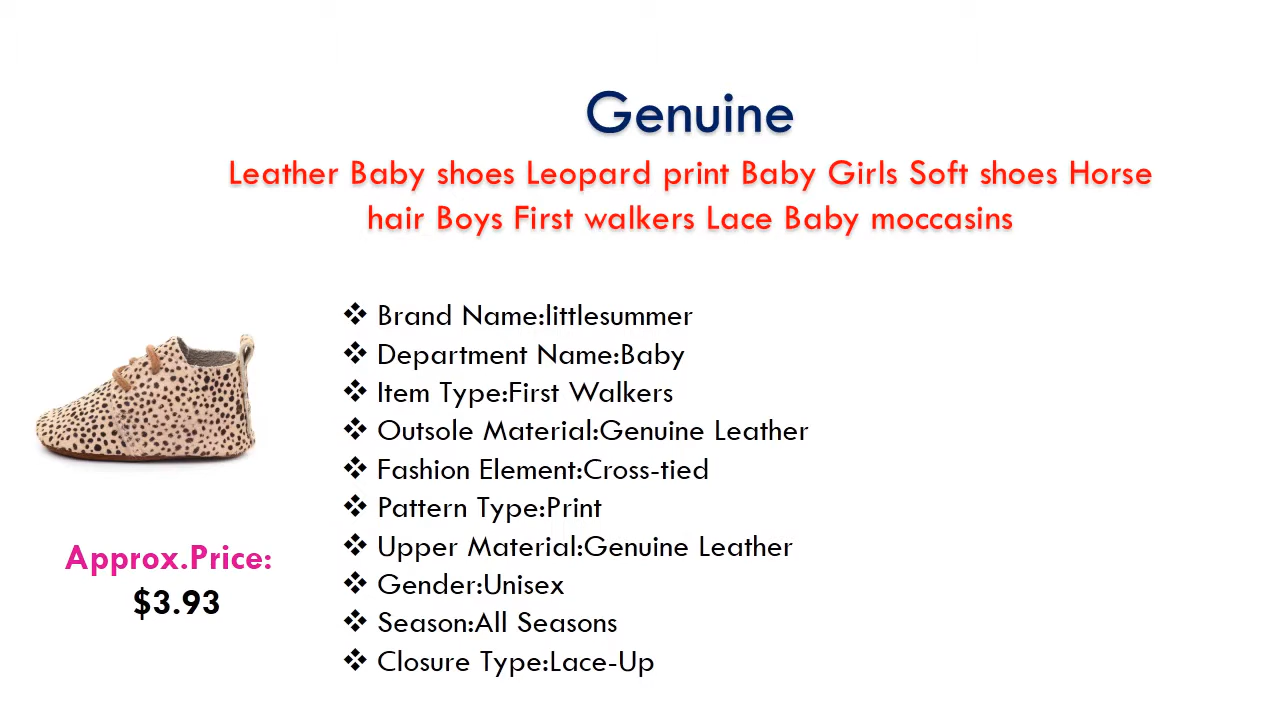 Genuine
Leather Baby shoes Leopard print Baby Girls Soft shoes Horse
hair Boys First walkers Lace Baby moccasins
❖ Brand Name:littlesummer
❖ Department Name:Baby
❖ Item Type:First Walkers
❖ Outsole Material:Genuine Leather
❖ Fashion Element:Cross-tied
❖ Pattern Type:Print
❖ Upper Material:Genuine Leather
❖ Gender:Unisex
❖ Season:All Seasons
❖ Closure Type:Lace-Up
Approx.Price:
$3.93